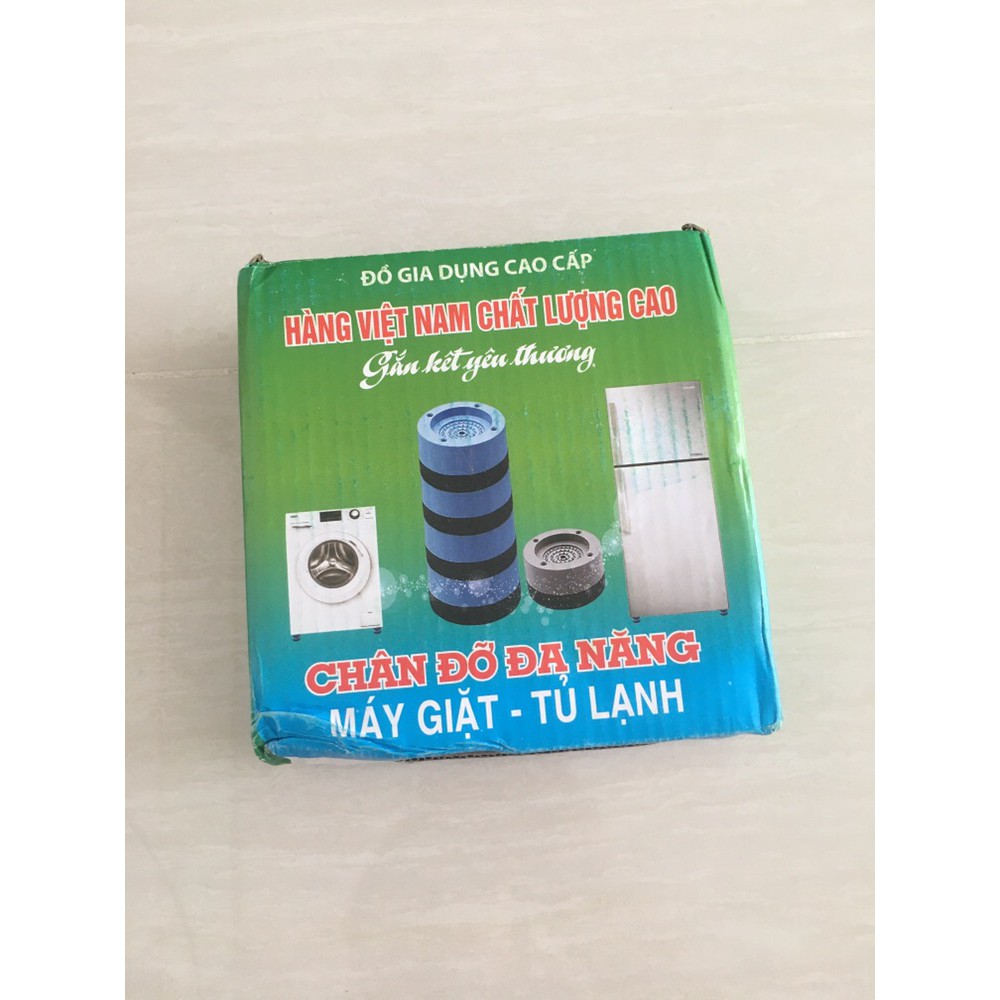 ĐỒ GIA DỤNG CAO CẤP
HÀNG VIỆT NAM CHẤT LƯỢNG CAO
Gắn kết yêu thương
CHÂN ĐỠ ĐA NĂNG
MÁY GIẶT - TỦ LẠNH